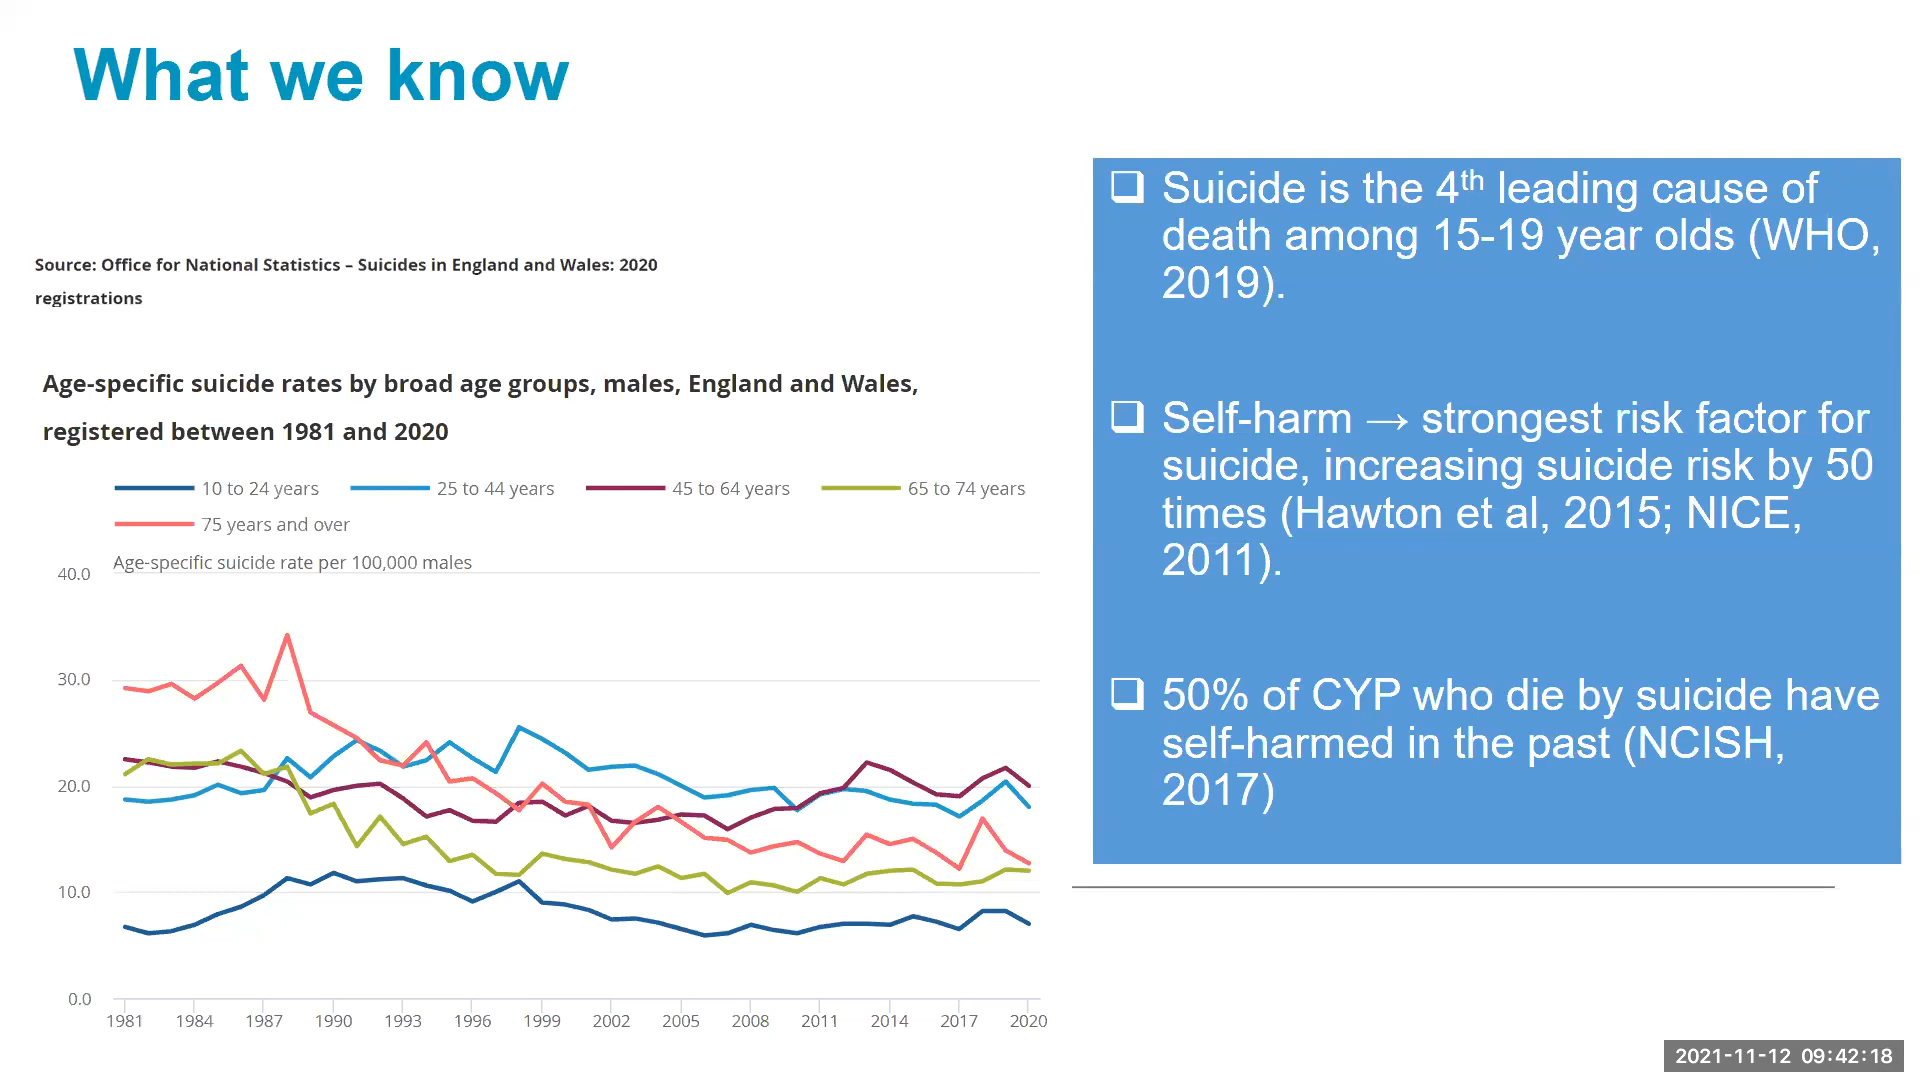 What we know
Source: Office for National Statistics – Suicides in England and Wales: 2020
registrations
Age-specific suicide rates by broad age groups, males, England and Wales,
registered between 1981 and 2020
10 to 24 years 25 to 44 years 45 to 64 years 65 to 74 years
75 years and over
Age-specific suicide rate per 100,000 males
40.0
30.0
20.0
10.0
0.0
1981 1984 1987 1990 1993 1996 1999 2002 2005 2008 2011 2014 2017 2020
Suicide is the 4th leading cause of
death among 15-19 year olds (WHO,
2019).
Self-harm → strongest risk factor for
suicide, increasing suicide risk by 50
times (Hawton et al, 2015; NICE,
2011).
50% of CYP who die by suicide have
self-harmed in the past (NCISH,
2017)
2021-11-12 09:42:18